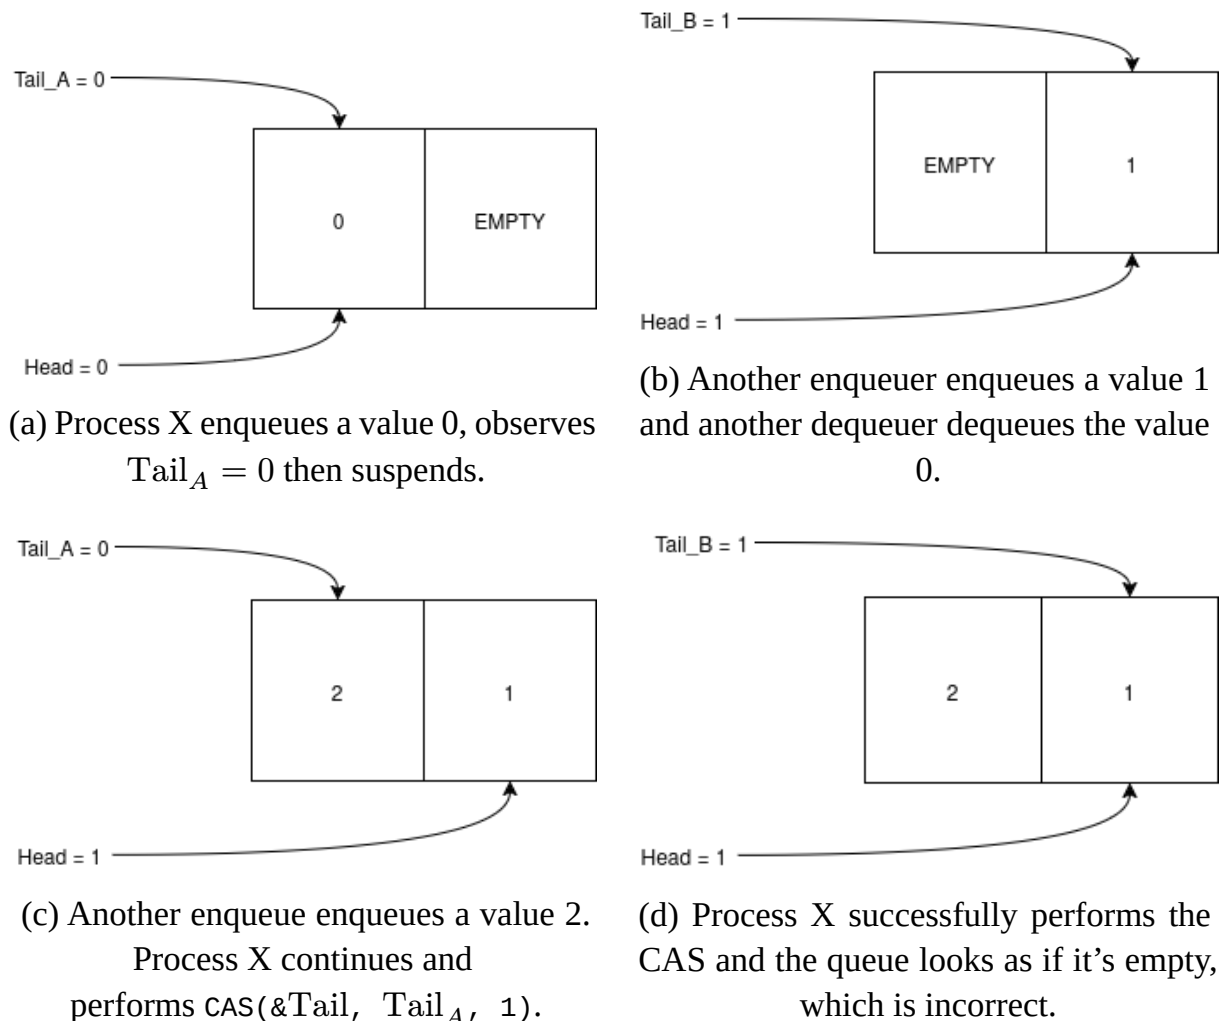 Tail_A = 0
0
EMPTY
Head = 0
(a) Process X enqueues a value 0, observes
Tail_A = 0 then suspends.
Tail_B = 1
EMPTY
1
Head = 1
(b) Another enqueuer enqueues a value 1
and another dequeuer dequeues the value
0.
Tail_A = 0
2
1
Head = 1
(c) Another enqueue enqueues a value 2.
Process X continues and
performs CAS(&Tail, Tail_A, 1).
Tail_B = 1
2
1
Head = 1
(d) Process X successfully performs the
CAS and the queue looks as if it’s empty,
which is incorrect.